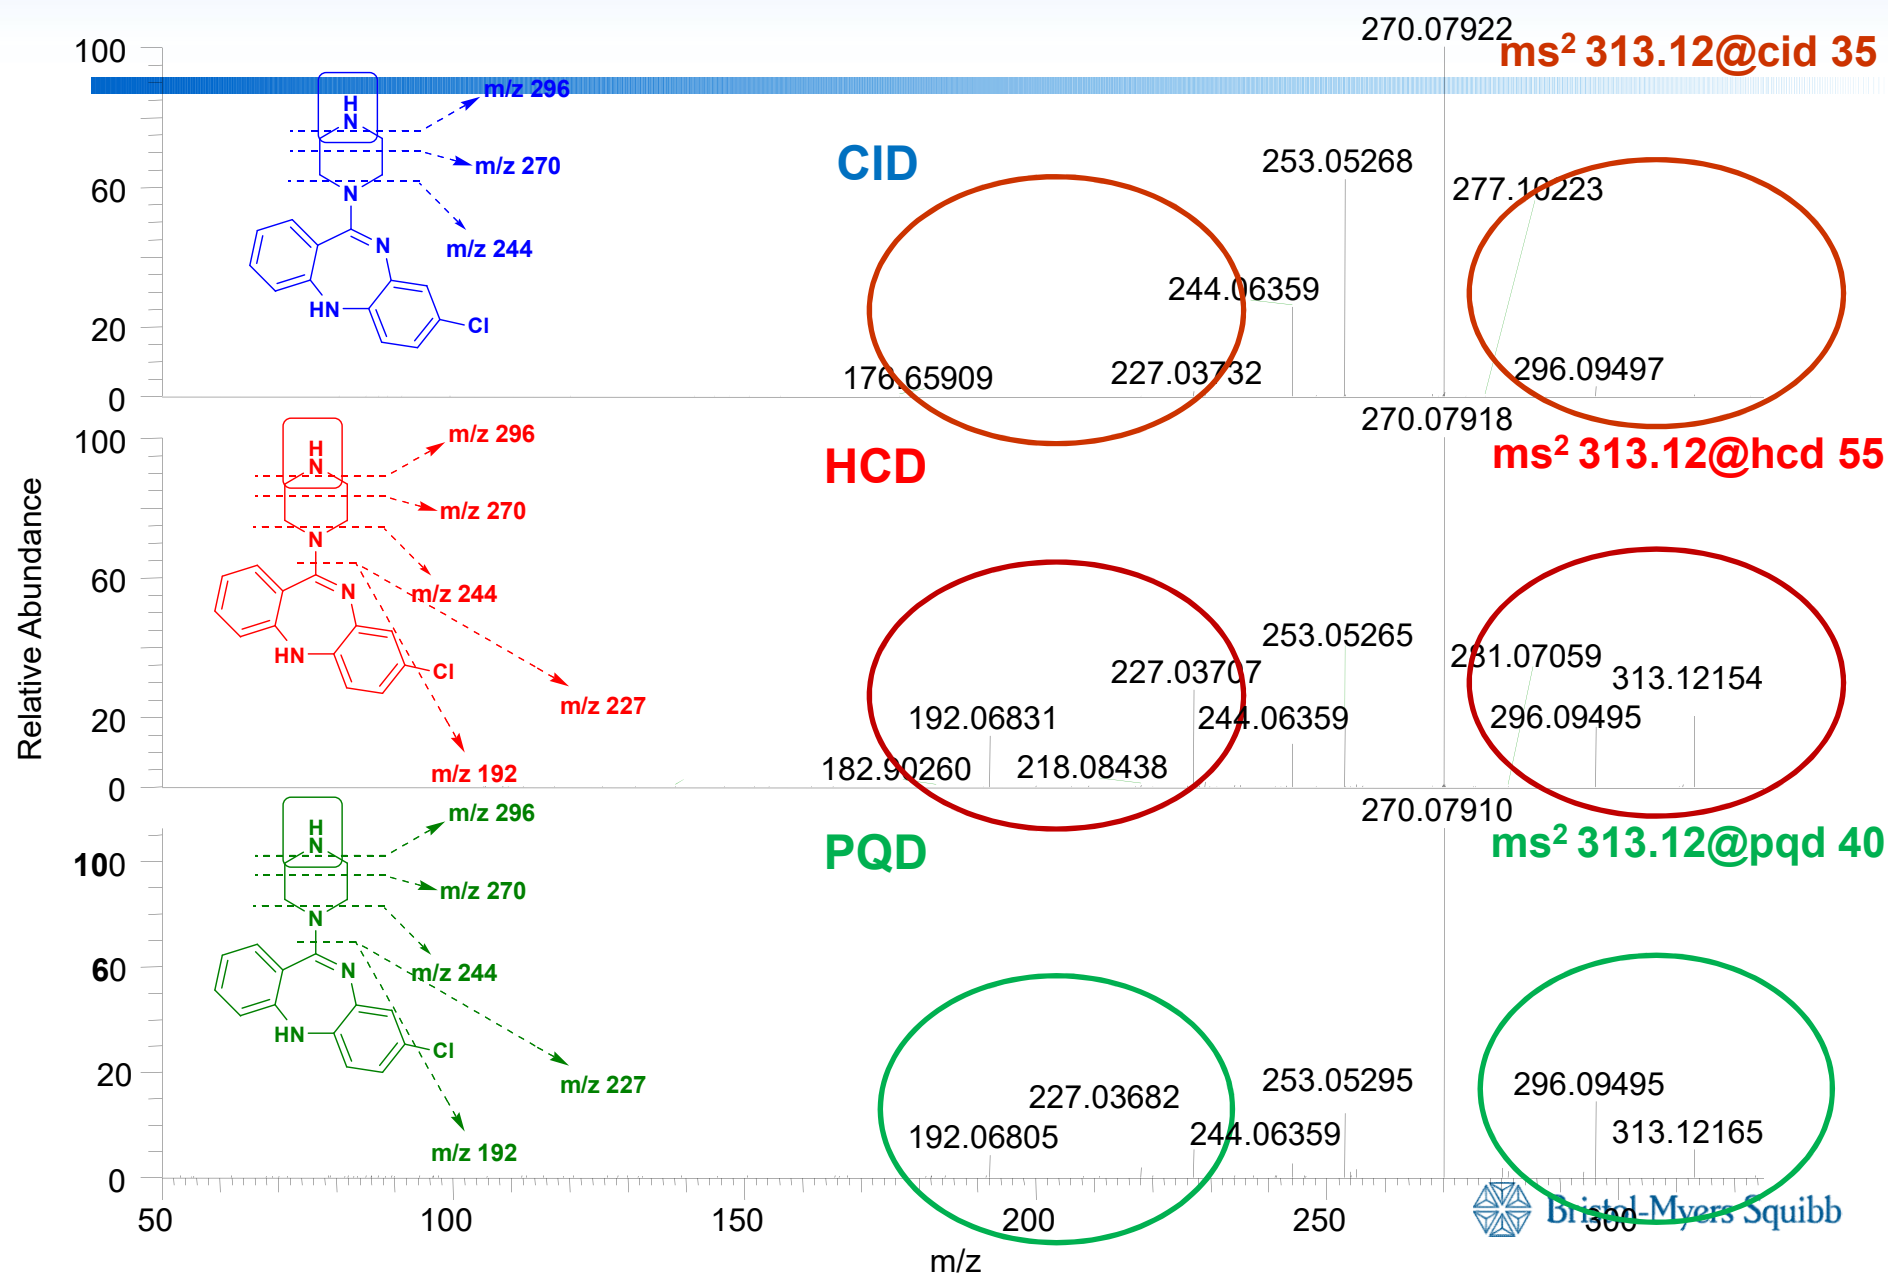 270.07922
ms² 313.12@cid 35
100
m/z 296
H
N
m/z 270
CID
253.05268
277.10223
60
N
N
m/z 244
244.06359
HN
Cl
20
176.65909
227.03732
296.09497
0
270.07918
100
m/z 296
H
N
HCD
ms² 313.12@hcd 55
m/z 270
Relative Abundance
N
60
N
m/z 244
253.05265
281.07059
HN
Cl
227.03707
313.12154
m/z 227
20
192.06831
244.06359
296.09495
m/z 192
182.90260
218.08438
0
270.07910
m/z 296
H
N
PQD
ms² 313.12@pqd 40
100
m/z 270
N
60
N
m/z 244
HN
Cl
20
m/z 227
253.05295
296.09495
227.03682
192.06805
244.06359
313.12165
m/z 192
0
50
100
150
200
250
300
Bristol-Myers Squibb
m/z